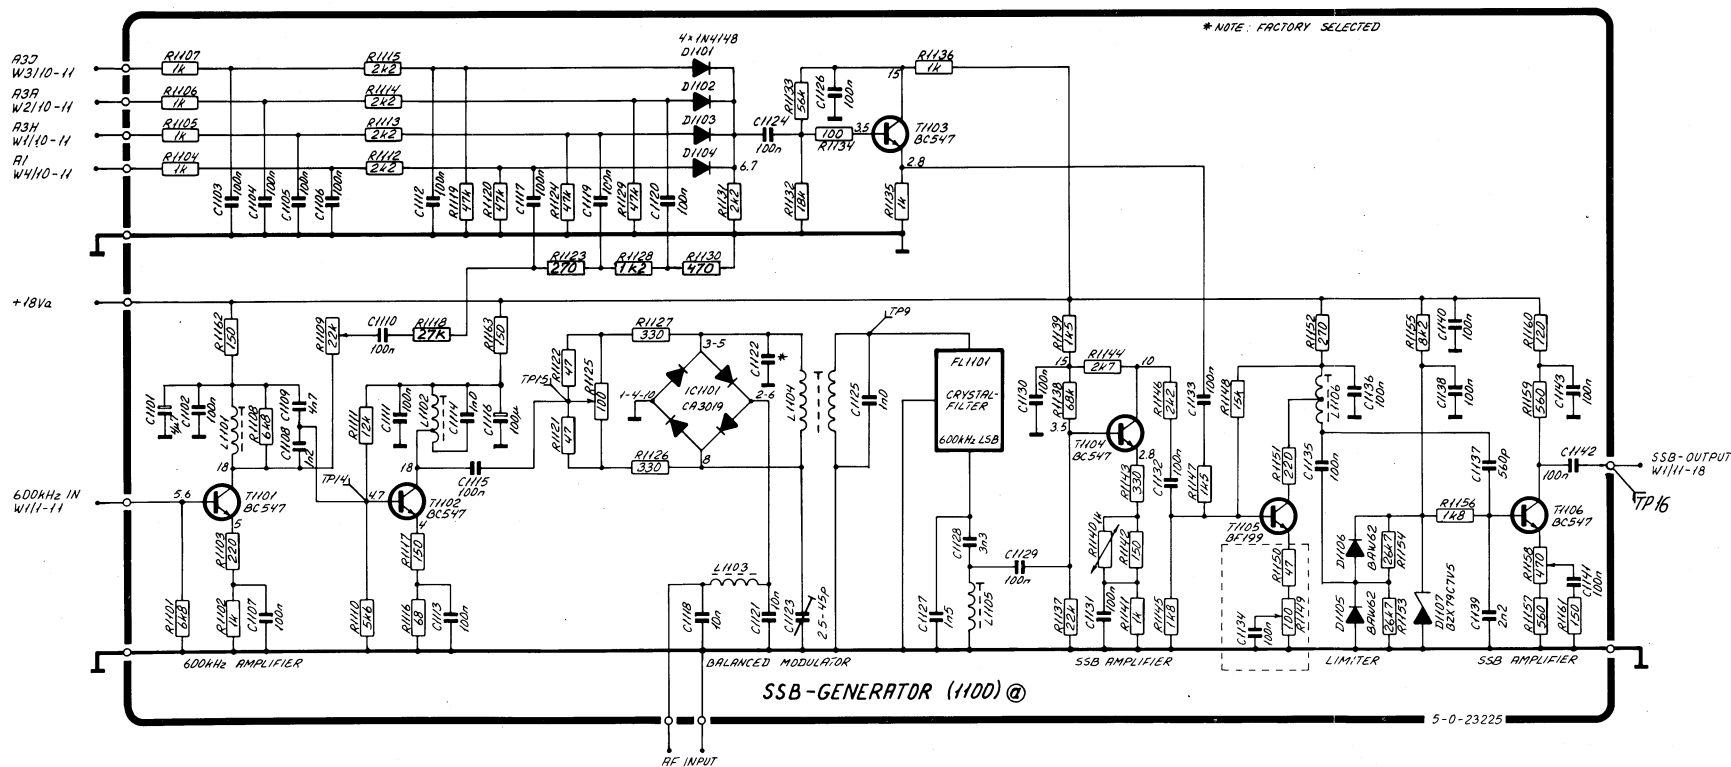 * NOTE: FACTORY SELECTED
A3J
W3/10-11
A3A
W2/10-11
A3H
W1/10-11
A1
W4/10-11
R1107
1k
R1106
1k
R1105
1k
R1104
1k
R1115
2k2
R1114
2k2
R1113
2k2
R1112
2k2
4×1N4148
D1101
D1102
D1103
D1104
6.7
C1103
100n
C1104
100n
C1105
100n
C1106
100n
C1112
100n
R1119
47k
R1120
47k
C1117
100n
R1124
47k
C1119
100n
R1129
47k
C1120
100n
R1131
2k2
C1124
100n
R1133
56k
C1126
100n
R1132
18k
100
R1134
3.5
15
T1103
BC547
2.8
R1135
1k
R1136
1k
R1123
270
R1128
1k2
R1130
470
+18Va
R1162
150
R1109
22k
C1110
100n
R1118
27k
R1163
150
C1101
4µ7
C1102
100n
L1101
R1108
6k8
C1109
4n7
C1108
1n2
18
R1111
12k
C1111
100n
L1102
C1114
1n0
C1116
100µ
18
C1115
100n
TP14
4.7
600kHz IN
W1/1-11
5.6
T1101
BC547
5
T1102
BC547
4
R1103
220
R1101
6k8
R1102
1k
C1107
100n
R1110
5k6
R1117
150
R1116
68
C1113
100n
TP15
R1122
47
R1121
47
R1125
100
R1127
330
R1126
330
3-5
1-4-10
IC1101
CA3019
2-6
8
C1122
*
L1104
C1125
1n0
TP9
FL1101
CRYSTAL-
FILTER
600kHz LSB
L1103
C1118
10n
C1121
10n
C1123
2.5-45p
C1127
1n5
C1128
3n3
L1105
C1129
100n
C1130
100n
R1139
1k5
15
R1138
68k
3.5
R1144
2k7
10
T1104
BC547
2.8
R1143
330
R1140
1k
R1142
150
R1137
22k
C1131
100n
R1141
1k
R1146
2k2
C1132
100n
R1145
1k8
C1133
100n
R1147
1k5
R1148
15k
T1105
BF199
R1151
220
R1150
47
R1149
100
C1134
100n
R1152
270
L1106
C1136
100n
C1135
100n
D1106
BAW62
R1154
26k7
D1105
BAW62
R1153
26k7
D1107
BZX79C7V5
R1155
8k2
C1140
100n
C1138
100n
C1137
560p
R1156
1k8
C1139
2n2
R1160
120
R1159
560
C1143
100n
C1142
100n
T1106
BC547
R1158
470
R1157
560
C1141
100n
R1161
150
SSB-OUTPUT
W1/11-18
TP16
600kHz AMPLIFIER
BALANCED MODULATOR
SSB AMPLIFIER
LIMITER
SSB AMPLIFIER
SSB-GENERATOR (1100) @
5-0-23225
AF INPUT